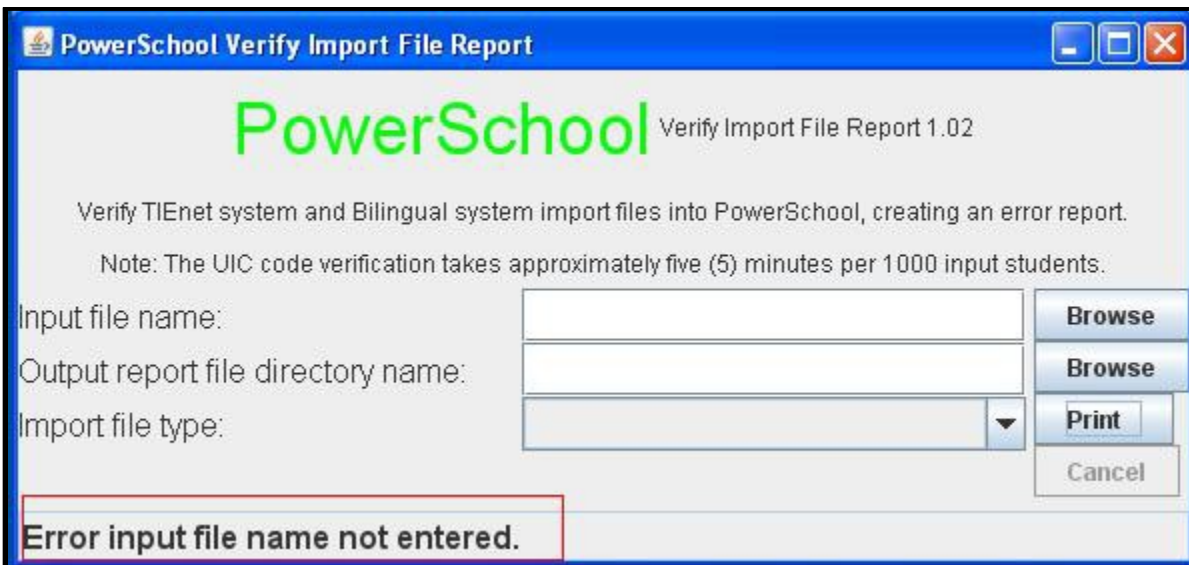 PowerSchool Verify Import File Report
PowerSchool Verify Import File Report 1.02
Verify TIEnet system and Bilingual system import files into PowerSchool, creating an error report.
Note: The UIC code verification takes approximately five (5) minutes per 1000 input students.
Input file name: Browse
Output report file directory name: Browse
Import file type: Print
Cancel
Error input file name not entered.